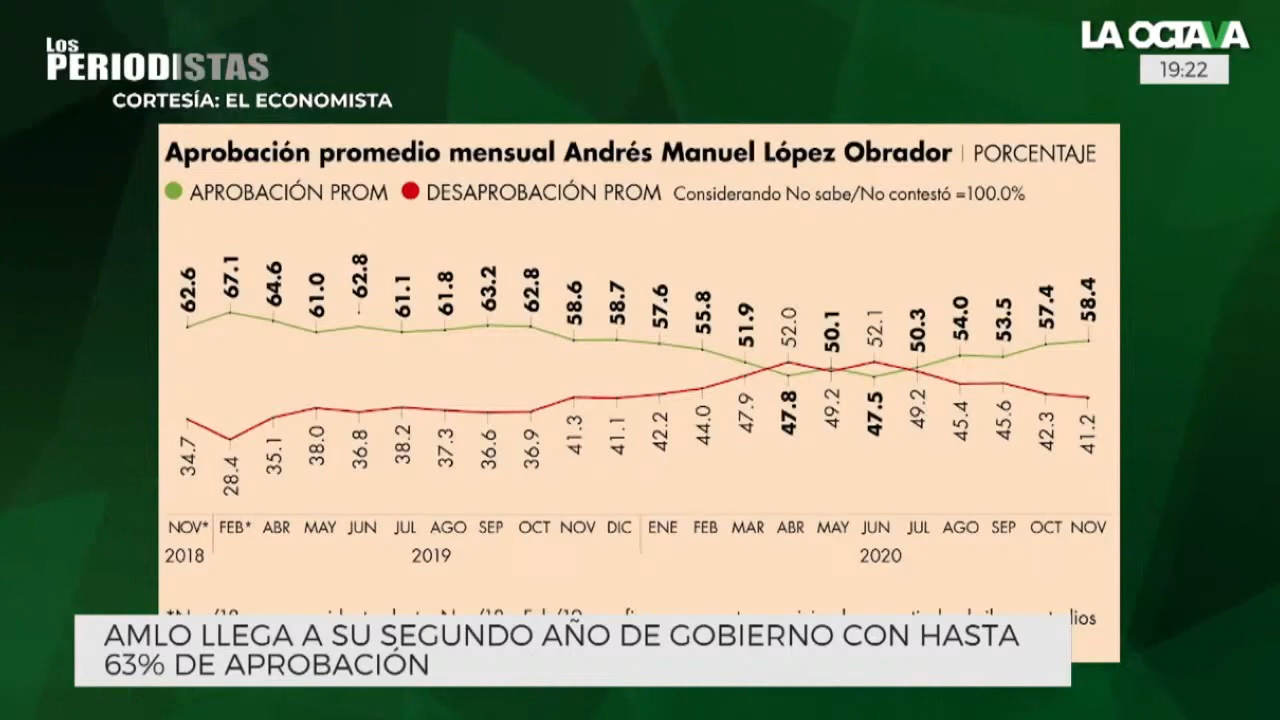 LOS
PERIODISTAS
CORTESÍA: EL ECONOMISTA
LA OCTAVA
19:22
Aprobación promedio mensual Andrés Manuel López Obrador | PORCENTAJE
APROBACIÓN PROM DESAPROBACIÓN PROM Considerando No sabe/No contestó =100.0%
62.6 67.1 64.6 61.0 62.8 61.1 61.8 63.2 62.8 58.6 58.7 57.6 55.8 51.9 52.0 50.1 52.1 50.3 54.0 53.5 57.4 58.4
34.7 28.4 35.1 38.0 36.8 38.2 37.3 36.6 36.9 41.3 41.1 42.2 44.0 47.9 47.8 49.2 47.5 49.2 45.4 45.6 42.3 41.2
NOV* FEB* ABR MAY JUN JUL AGO SEP OCT NOV DIC ENE FEB MAR ABR MAY JUN JUL AGO SEP OCT NOV
2018 2019 2020
AMLO LLEGA A SU SEGUNDO AÑO DE GOBIERNO CON HASTA
63% DE APROBACIÓN